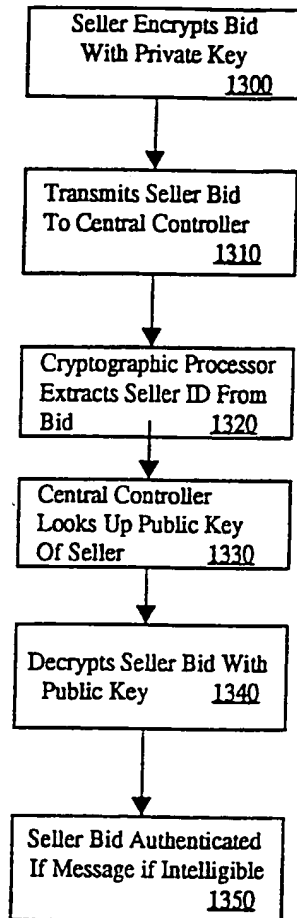 Seller Encrypts Bid
With Private Key
1300
Transmits Seller Bid
To Central Controller
1310
Cryptographic Processor
Extracts Seller ID From
Bid 1320
Central Controller
Looks Up Public Key
Of Seller 1330
Decrypts Seller Bid With
Public Key 1340
Seller Bid Authenticated
If Message if Intelligible
1350